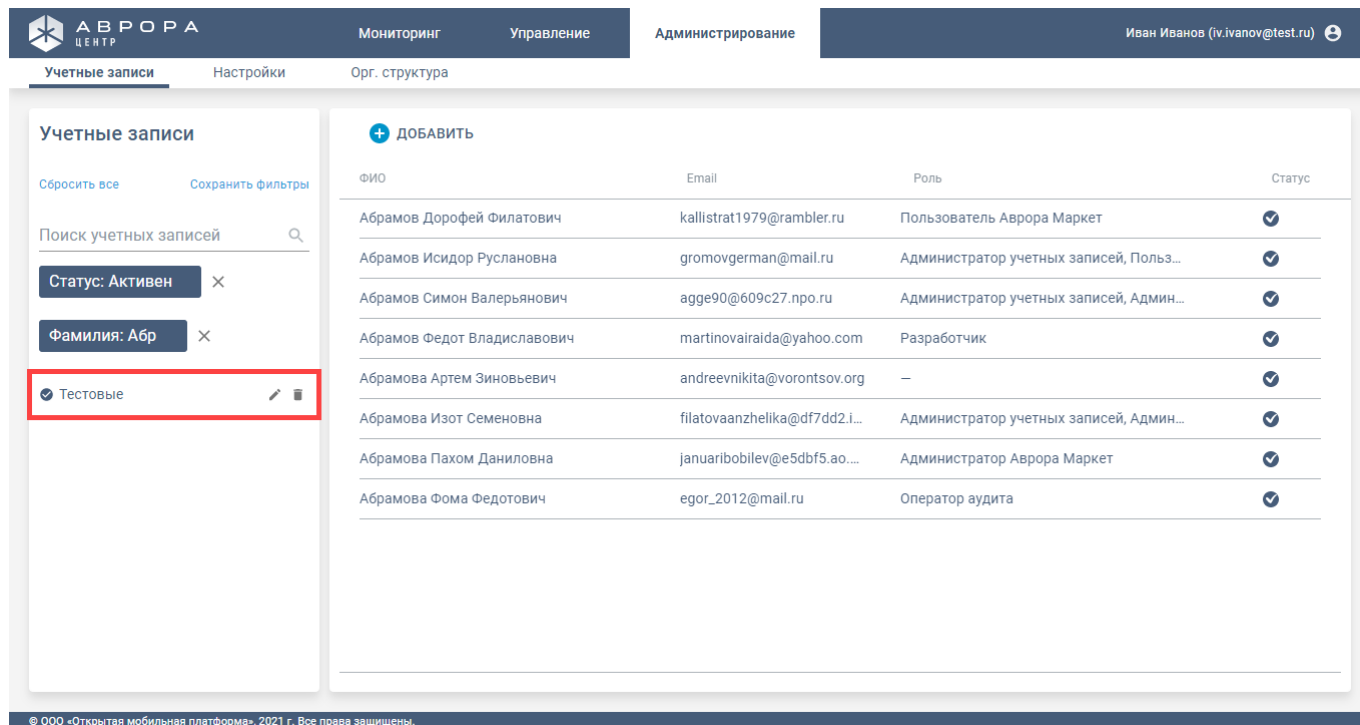 АВРОРА
ЦЕНТР
Мониторинг Управление Администрирование Иван Иванов (iv.ivanov@test.ru)
Учетные записи Настройки Орг. структура
Учетные записи
Сбросить все Сохранить фильтры
Поиск учетных записей
Статус: Активен
Фамилия: Абр
Тестовые
ДОБАВИТЬ
ФИО Email Роль Статус
Абрамов Дорофей Филатович kallistrat1979@rambler.ru Пользователь Аврора Маркет
Абрамов Исидор Руслановна gromovgerman@mail.ru Администратор учетных записей, Польз...
Абрамов Симон Валерьянович agge90@609c27.npo.ru Администратор учетных записей, Админ...
Абрамов Федот Владиславович martinovairaida@yahoo.com Разработчик
Абрамова Артем Зиновьевич andreevnikita@vorontsov.org —
Абрамова Изот Семеновна filatovaanzhelika@df7dd2.i... Администратор учетных записей, Админ...
Абрамова Пахом Даниловна januaribobilev@e5dbf5.ao.... Администратор Аврора Маркет
Абрамова Фома Федотович egor_2012@mail.ru Оператор аудита
© ООО «Открытая мобильная платформа», 2021 г. Все права защищены.